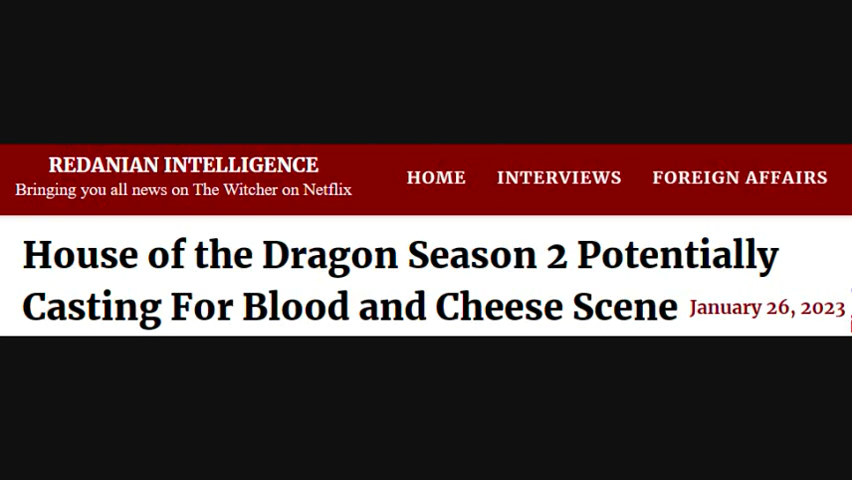 REDANIAN INTELLIGENCE
Bringing you all news on The Witcher on Netflix
HOME INTERVIEWS FOREIGN AFFAIRS
House of the Dragon Season 2 Potentially
Casting For Blood and Cheese Scene January 26, 2023